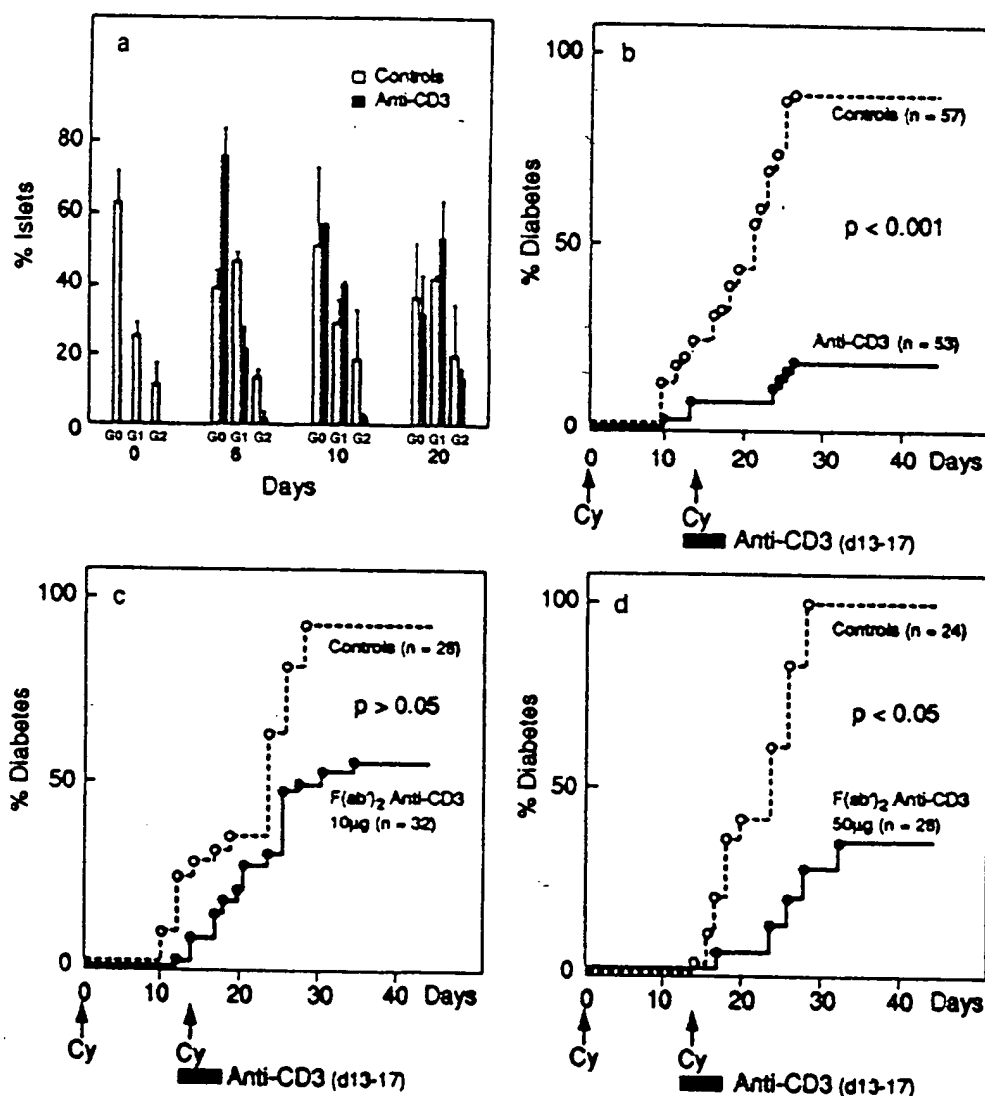 a
Controls
Anti-CD3
80
60
40
20
0
% Islets
G0 G1 G2 G0 G1 G2 G0 G1 G2 G0 G1 G2
0 6 10 20
Days
b
100
50
0
% Diabetes
Controls (n = 57)
p < 0.001
Anti-CD3 (n = 53)
0 10 20 30 40 Days
Cy Cy
Anti-CD3 (d13-17)
c
100
50
0
% Diabetes
Controls (n = 28)
p > 0.05
F(ab')₂ Anti-CD3
10µg (n = 32)
0 10 20 30 40 Days
Cy Cy
Anti-CD3 (d13-17)
d
100
50
0
% Diabetes
Controls (n = 24)
p < 0.05
F(ab')₂ Anti-CD3
50µg (n = 28)
0 10 20 30 40 Days
Cy Cy
Anti-CD3 (d13-17)